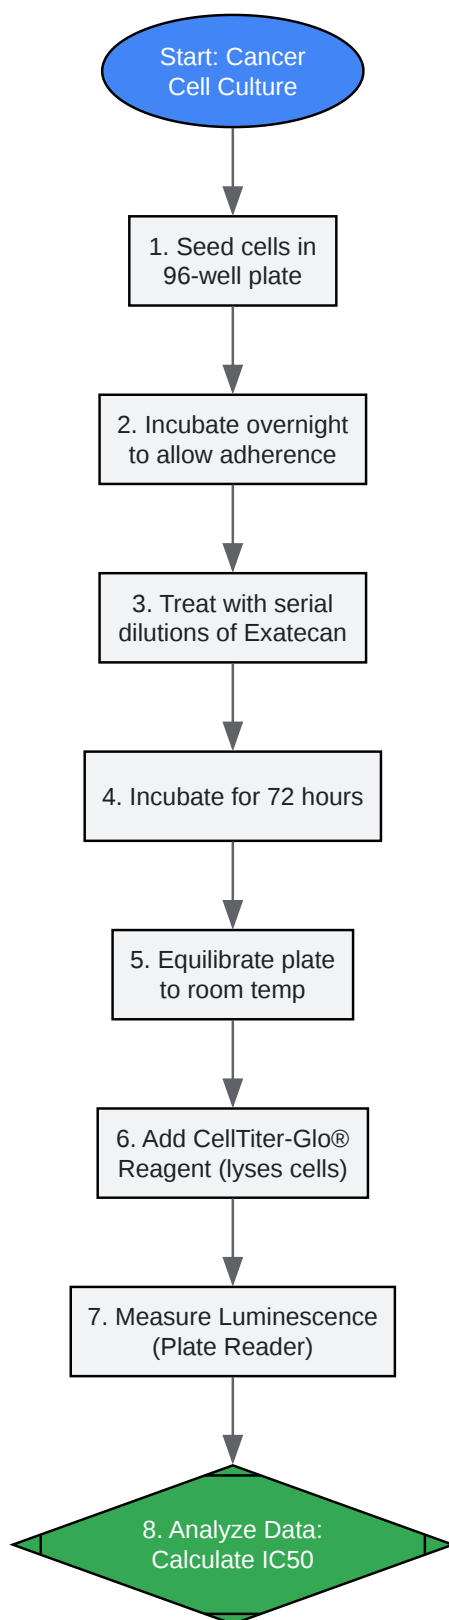 Start: Cancer
Cell Culture
1. Seed cells in
96-well plate
2. Incubate overnight
to allow adherence
3. Treat with serial
dilutions of Exatecan
4. Incubate for 72 hours
5. Equilibrate plate
to room temp
6. Add CellTiter-Glo®
Reagent (lyses cells)
7. Measure Luminescence
(Plate Reader)
8. Analyze Data:
Calculate IC50